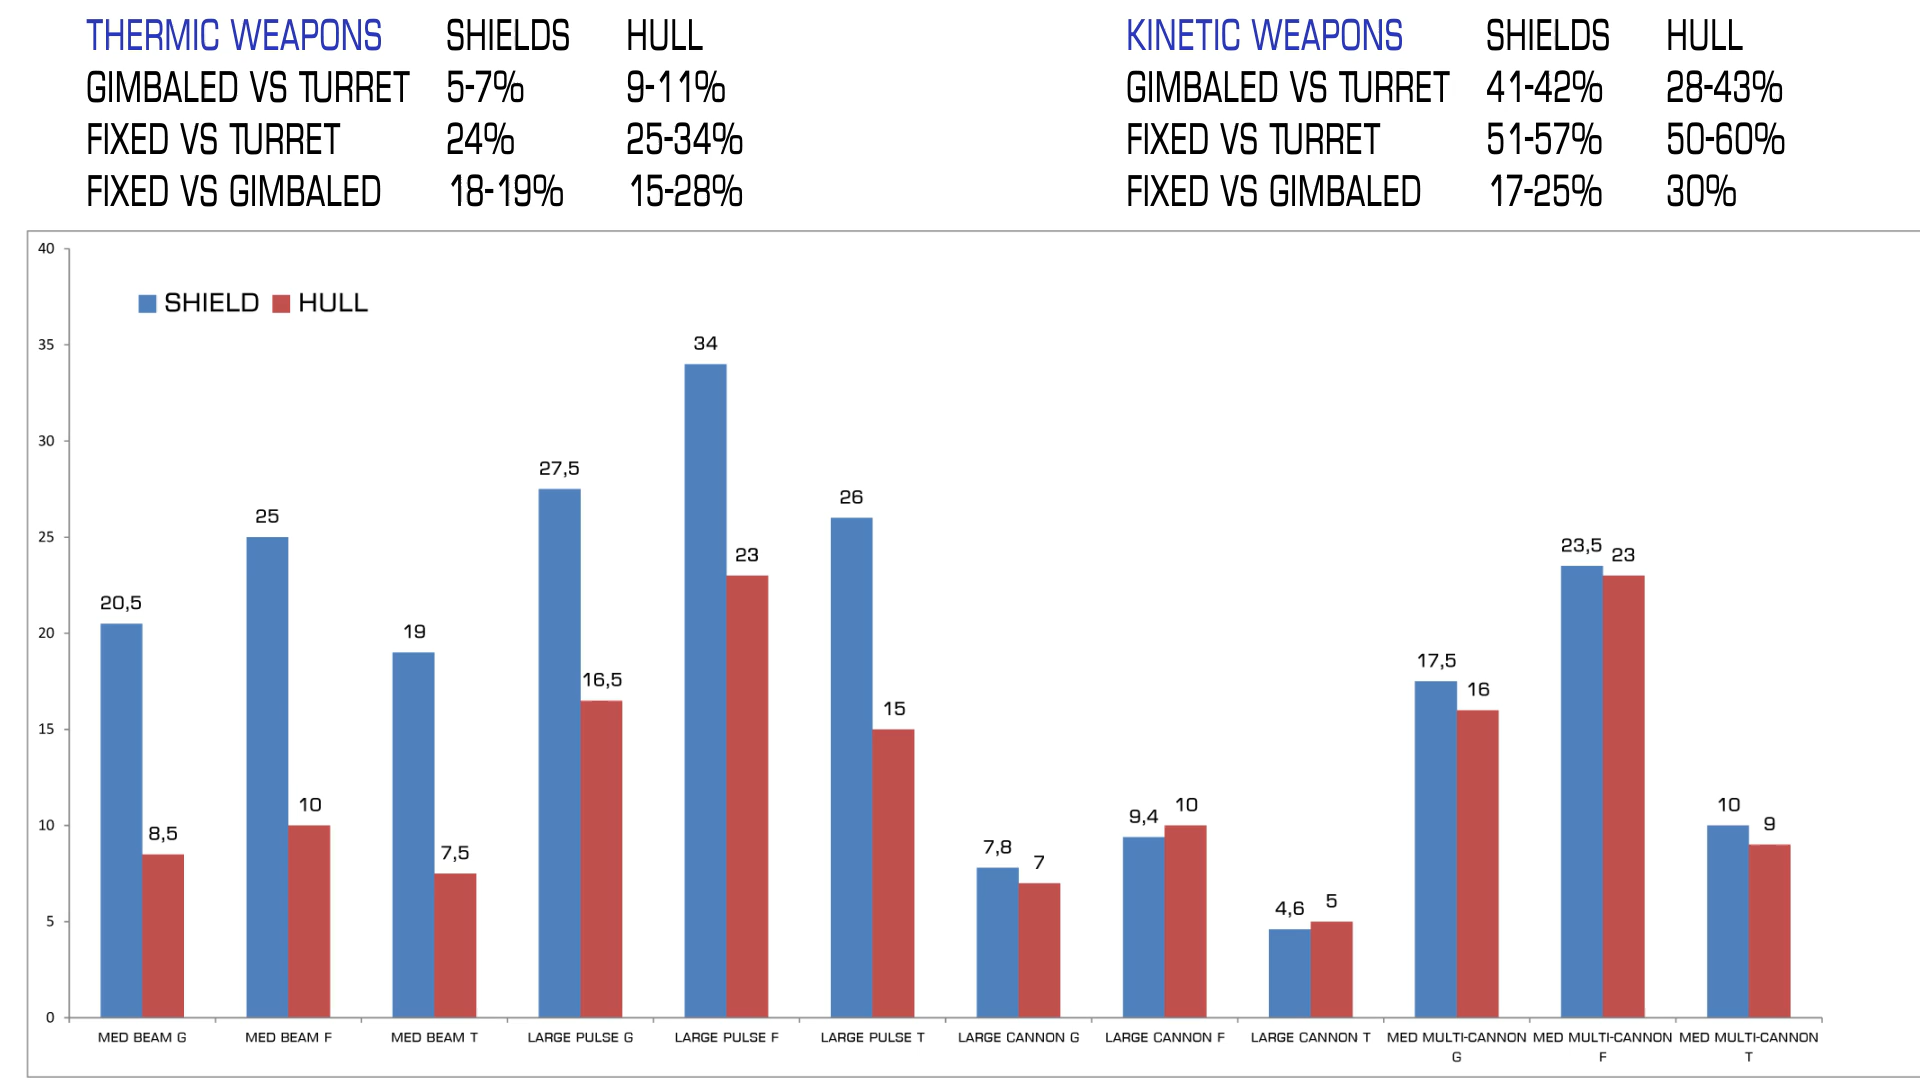 THERMIC WEAPONS SHIELDS HULL
GIMBALED VS TURRET 5-7% 9-11%
FIXED VS TURRET 24% 25-34%
FIXED VS GIMBALED 18-19% 15-28%
KINETIC WEAPONS SHIELDS HULL
GIMBALED VS TURRET 41-42% 28-43%
FIXED VS TURRET 51-57% 50-60%
FIXED VS GIMBALED 17-25% 30%
SHIELD HULL
40
35
30
25
20
15
10
5
0
20,5 8,5
25 10
19 7,5
27,5 16,5
34 23
26 15
7,8 7
9,4 10
4,6 5
17,5 16
23,5 23
10 9
MED BEAM G
MED BEAM F
MED BEAM T
LARGE PULSE G
LARGE PULSE F
LARGE PULSE T
LARGE CANNON G
LARGE CANNON F
LARGE CANNON T
MED MULTI-CANNON
G
MED MULTI-CANNON
F
MED MULTI-CANNON
T